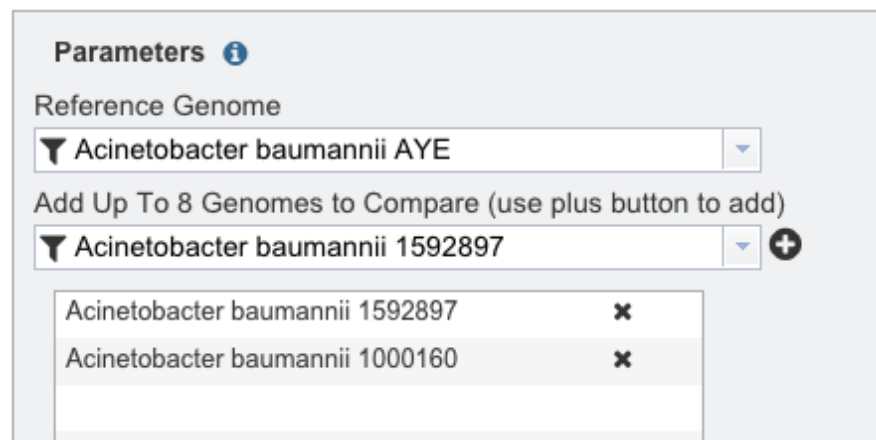 Parameters
Reference Genome
Acinetobacter baumannii AYE
Add Up To 8 Genomes to Compare (use plus button to add)
Acinetobacter baumannii 1592897
Acinetobacter baumannii 1592897
Acinetobacter baumannii 1000160